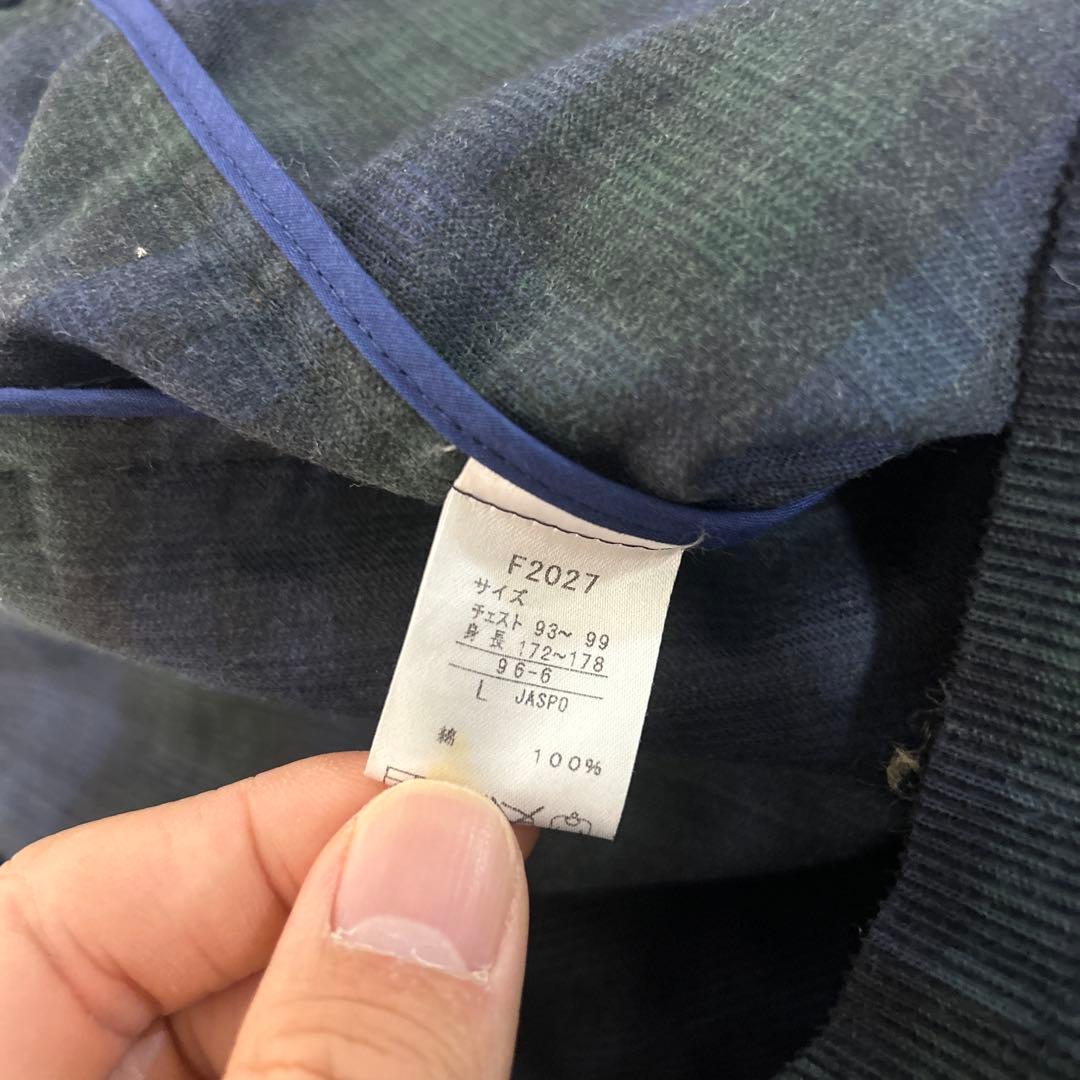 F2027
サイズ
チェスト 93～ 99
身長 172～178
96-6
L JASPO
綿 100%